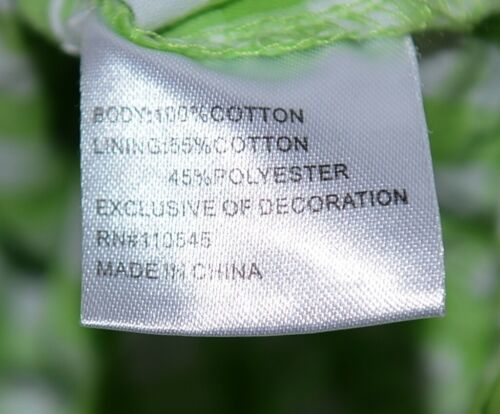 BODY:100%COTTON
LINING:55%COTTON
45%POLYESTER
EXCLUSIVE OF DECORATION
RN#110545
MADE IN CHINA